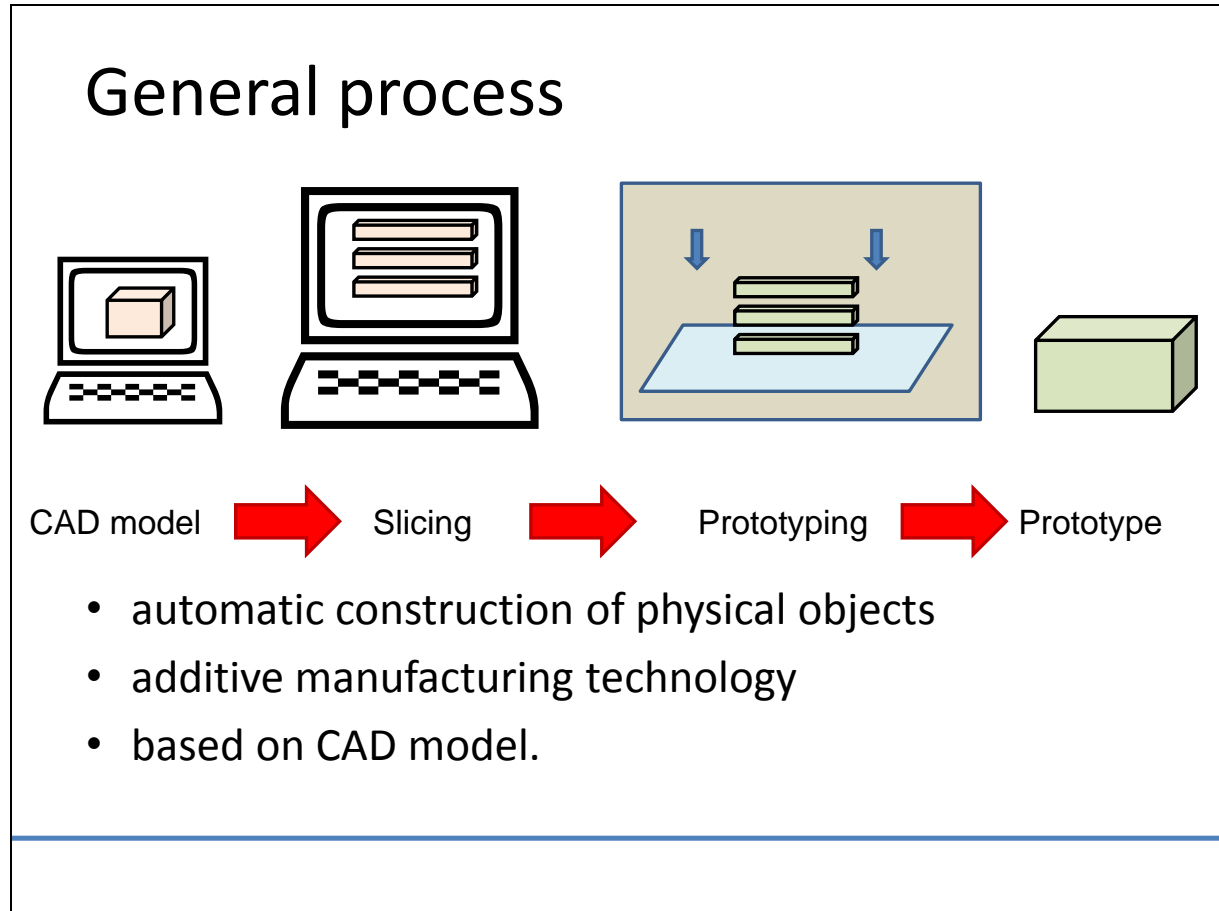 General process
CAD model
Slicing
Prototyping
Prototype
• automatic construction of physical objects
• additive manufacturing technology
• based on CAD model.